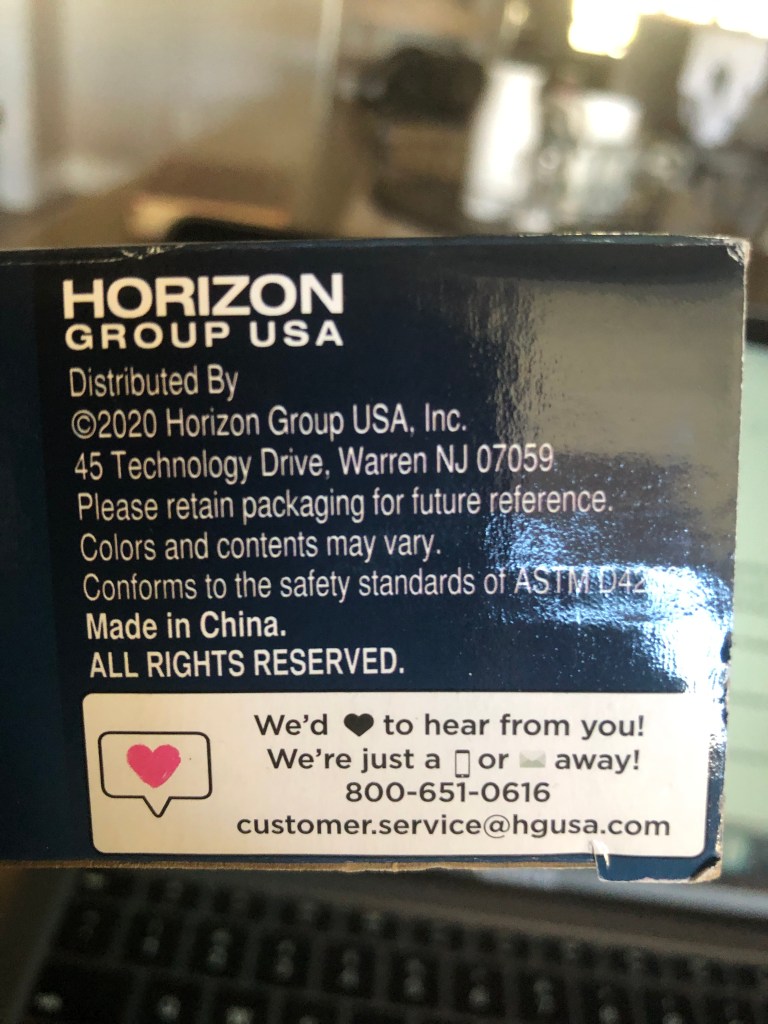 HORIZON
GROUP USA
Distributed By
©2020 Horizon Group USA, Inc.
45 Technology Drive, Warren NJ 07059.
Please retain packaging for future reference.
Colors and contents may vary.
Conforms to the safety standards of ASTM
Made in China.
ALL RIGHTS RESERVED.
We'd to hear from you!
We're just a or away!
800-651-0616
customer.service@hgusa.com